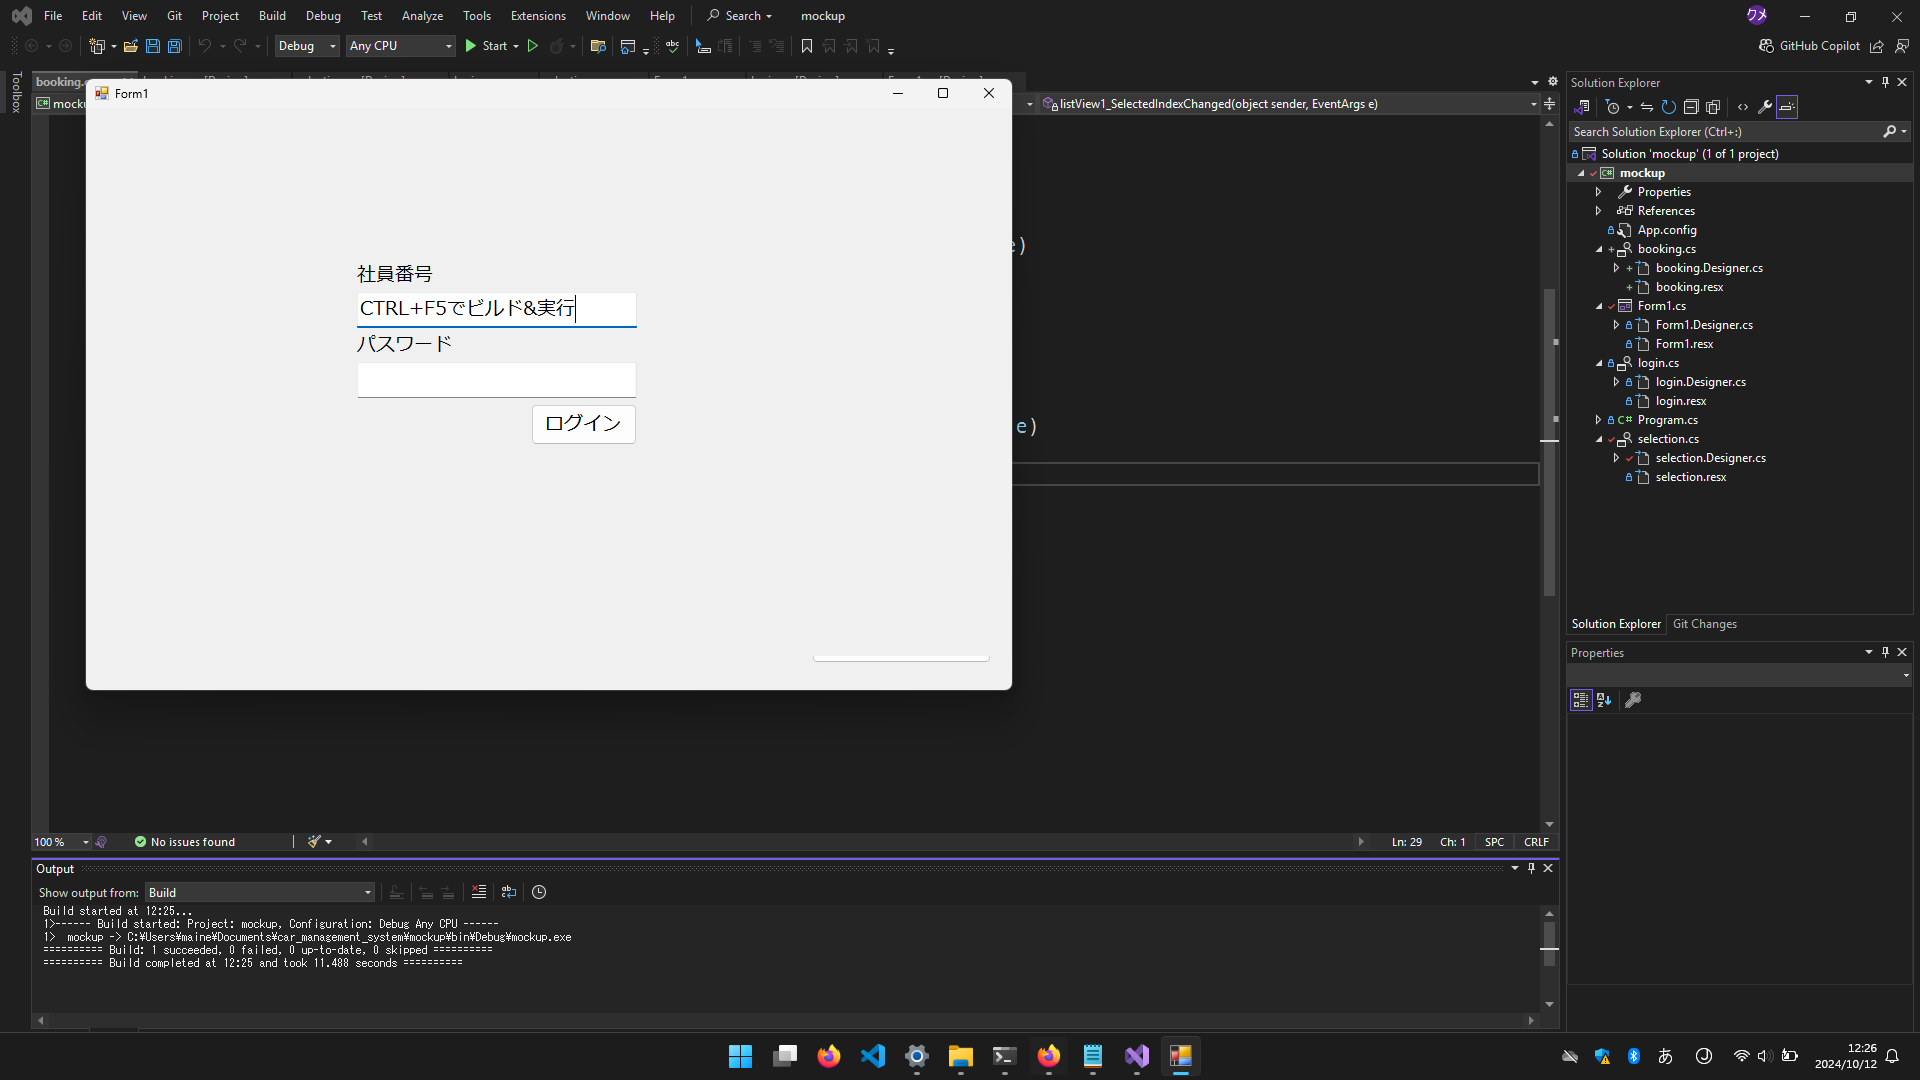 File Edit View Git Project Build Debug Test Analyze Tools Extensions Window Help Search mockup クメ
Debug Any CPU Start GitHub Copilot
Toolbox
booking.
mocku
listView1_SelectedIndexChanged(object sender, EventArgs e)
Form1
社員番号
CTRL+F5でビルド&実行
パスワード
ログイン
e)
e)
100 % No issues found Ln: 29 Ch: 1 SPC CRLF
Output
Show output from: Build
Build started at 12:25...
1>------ Build started: Project: mockup, Configuration: Debug Any CPU ------
1>  mockup -> C:¥Users¥maine¥Documents¥car_management_system¥mockup¥bin¥Debug¥mockup.exe
========== Build: 1 succeeded, 0 failed, 0 up-to-date, 0 skipped ==========
========== Build completed at 12:25 and took 11.488 seconds ==========
Solution Explorer
Search Solution Explorer (Ctrl+:)
Solution 'mockup' (1 of 1 project)
mockup
Properties
References
App.config
booking.cs
booking.Designer.cs
booking.resx
Form1.cs
Form1.Designer.cs
Form1.resx
login.cs
login.Designer.cs
login.resx
Program.cs
selection.cs
selection.Designer.cs
selection.resx
Solution Explorer Git Changes
Properties
あ
12:26
2024/10/12